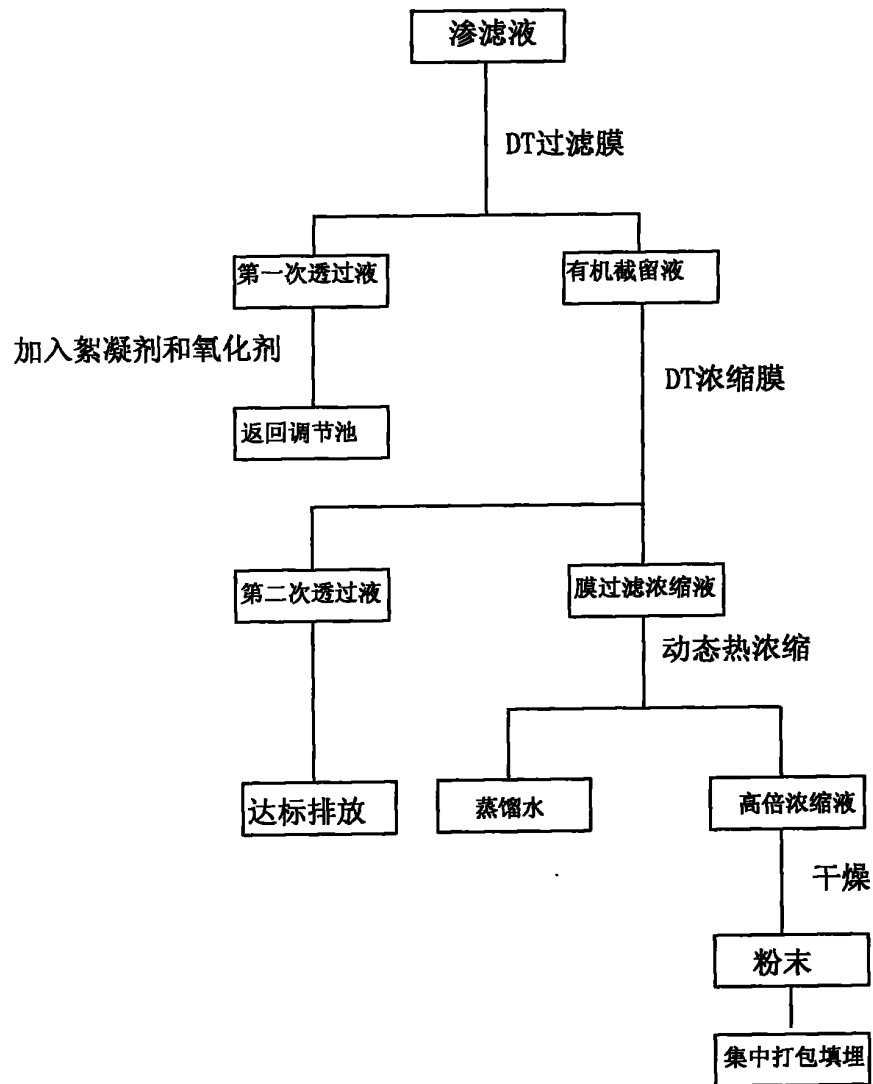 渗滤液
DT过滤膜
第一次透过液
有机截留液
加入絮凝剂和氧化剂
DT浓缩膜
返回调节池
第二次透过液
膜过滤浓缩液
动态热浓缩
达标排放
蒸馏水
高倍浓缩液
干燥
粉末
集中打包填埋